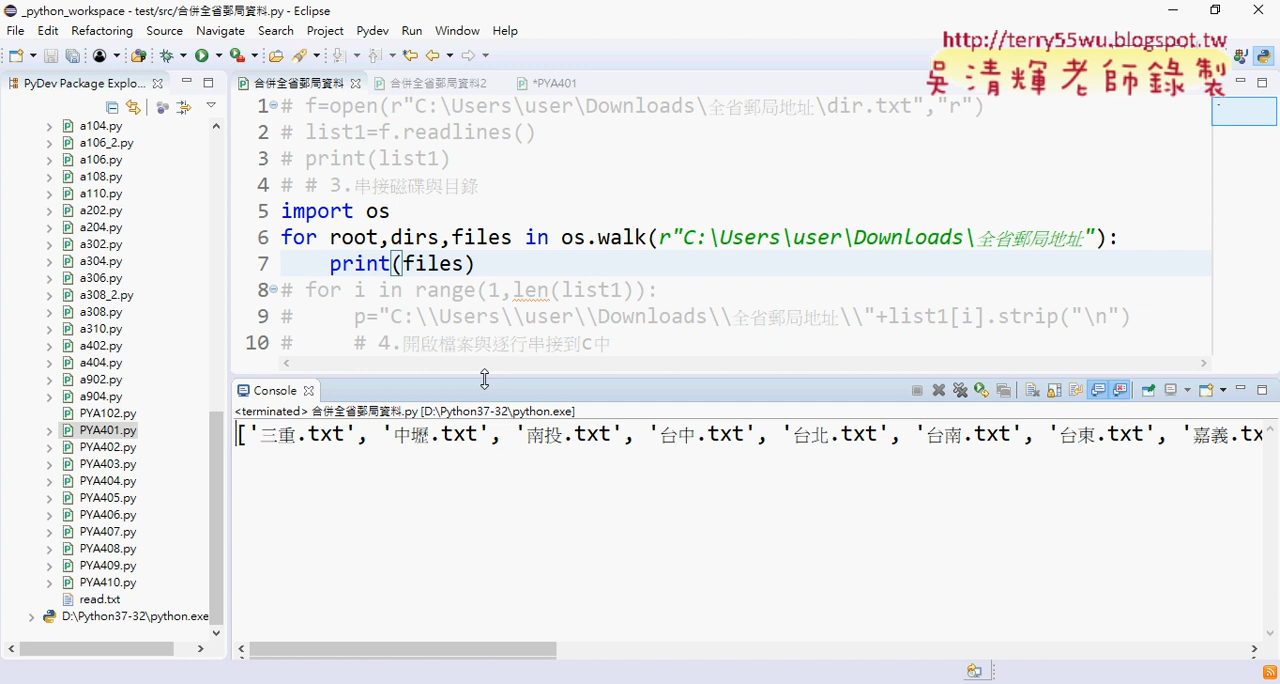 _python_workspace - test/src/合併全省郵局資料.py - Eclipse
File Edit Refactoring Source Navigate Search Project Pydev Run Window Help
http://terry55wu.blogspot.tw
吳清輝老師錄製
PyDev Package Explo...
合併全省郵局資料
合併全省郵局資料2
*PYA401
a104.py
a106_2.py
a106.py
a108.py
a110.py
a202.py
a204.py
a302.py
a304.py
a306.py
a308_2.py
a308.py
a310.py
a402.py
a404.py
a902.py
a904.py
PYA102.py
PYA401.py
PYA402.py
PYA403.py
PYA404.py
PYA405.py
PYA406.py
PYA407.py
PYA408.py
PYA409.py
PYA410.py
read.txt
D:\Python37-32\python.exe
1 # f=open(r"C:\Users\user\Downloads\全省郵局地址\dir.txt","r")
2 # list1=f.readlines()
3 # print(list1)
4 # # 3.串接磁碟與目錄
5 import os
6 for root,dirs,files in os.walk(r"C:\Users\user\Downloads\全省郵局地址"):
7     print(files)
8 # for i in range(1,len(list1)):
9 #     p="C:\\Users\\user\\Downloads\\全省郵局地址\\"+list1[i].strip("\n")
10 #     # 4.開啟檔案與逐行串接到c中
Console
<terminated> 合併全省郵局資料.py [D:\Python37-32\python.exe]
['三重.txt', '中壢.txt', '南投.txt', '台中.txt', '台北.txt', '台南.txt', '台東.txt', '嘉義.tx